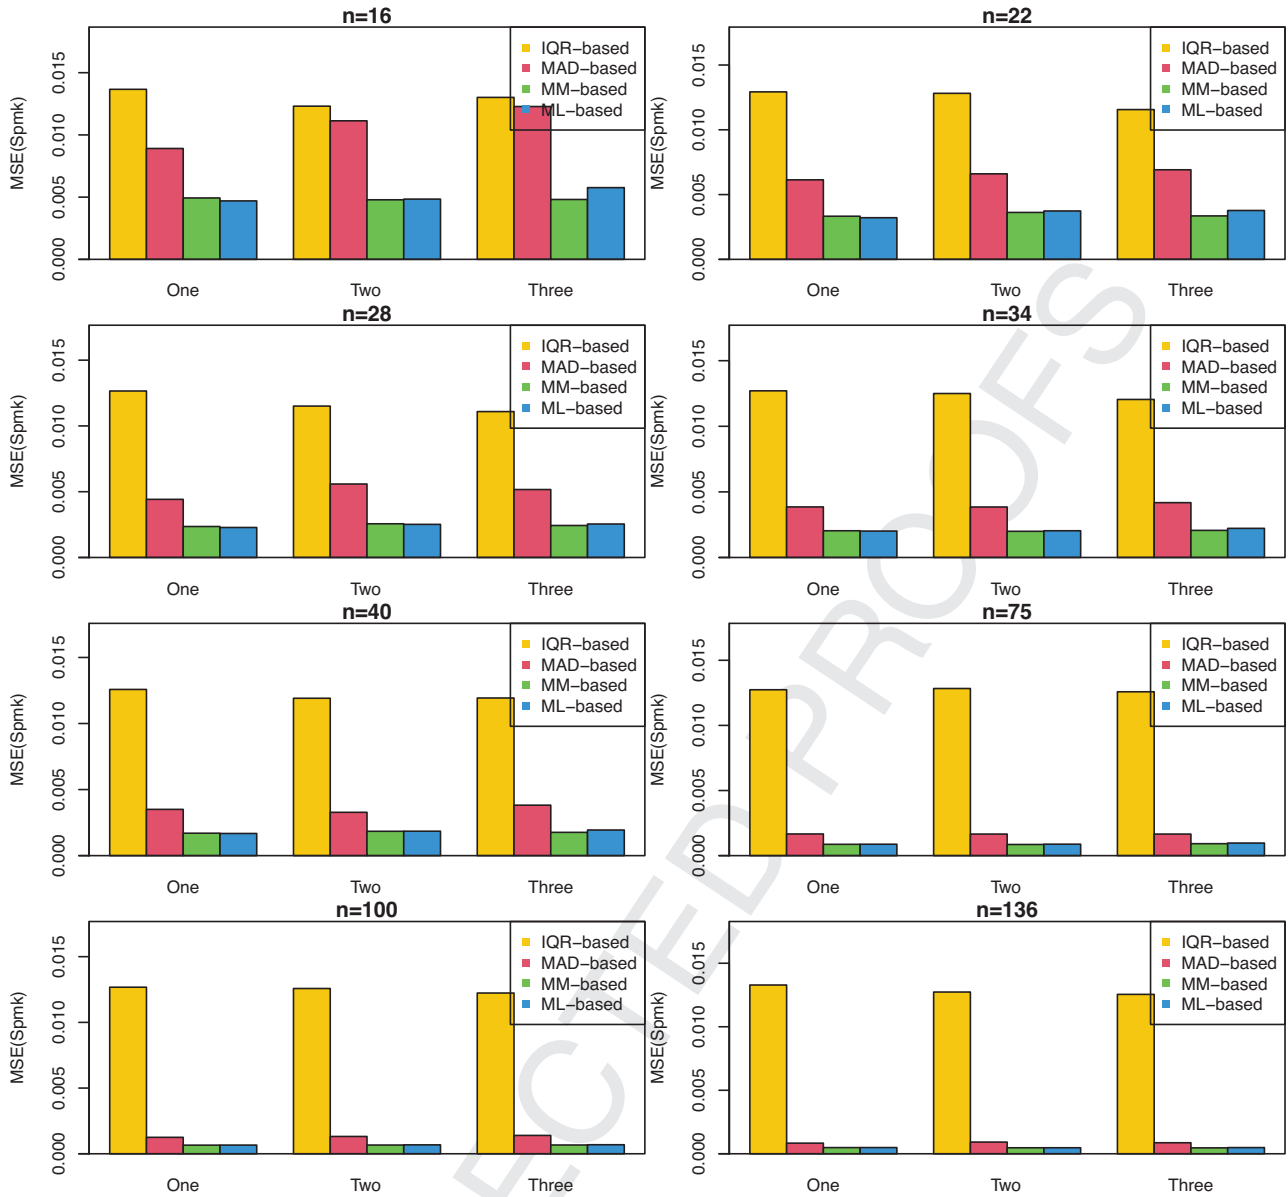 n=16
IQR−based
MAD−based
MM−based
ML−based
MSE(Spmk)
0.000
0.005
0.010
0.015
One
Two
Three
n=22
IQR−based
MAD−based
MM−based
ML−based
MSE(Spmk)
0.000
0.005
0.010
0.015
One
Two
Three
n=28
IQR−based
MAD−based
MM−based
ML−based
MSE(Spmk)
0.000
0.005
0.010
0.015
One
Two
Three
n=34
IQR−based
MAD−based
MM−based
ML−based
MSE(Spmk)
0.000
0.005
0.010
0.015
One
Two
Three
n=40
IQR−based
MAD−based
MM−based
ML−based
MSE(Spmk)
0.000
0.005
0.010
0.015
One
Two
Three
n=75
IQR−based
MAD−based
MM−based
ML−based
MSE(Spmk)
0.000
0.005
0.010
0.015
One
Two
Three
n=100
IQR−based
MAD−based
MM−based
ML−based
MSE(Spmk)
0.000
0.005
0.010
0.015
One
Two
Three
n=136
IQR−based
MAD−based
MM−based
ML−based
MSE(Spmk)
0.000
0.005
0.010
0.015
One
Two
Three
ECTED PROOFS